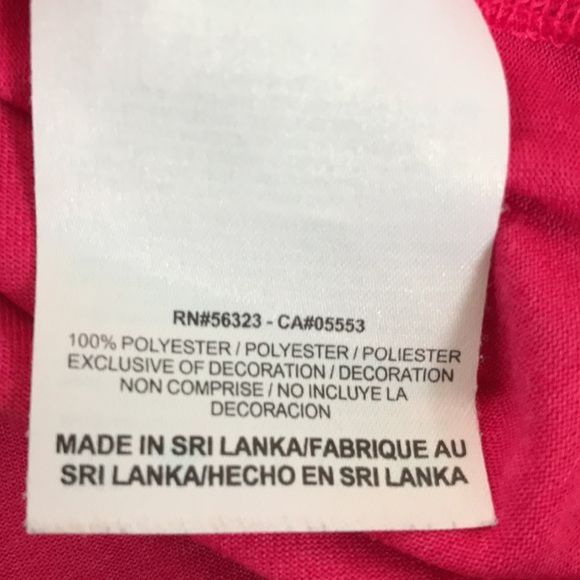 RN#56323 - CA#05553
100% POLYESTER / POLYESTER / POLIESTER
EXCLUSIVE OF DECORATION / DECORATION
NON COMPRISE / NO INCLUYE LA
DECORACION
MADE IN SRI LANKA/FABRIQUE AU
SRI LANKA/HECHO EN SRI LANKA